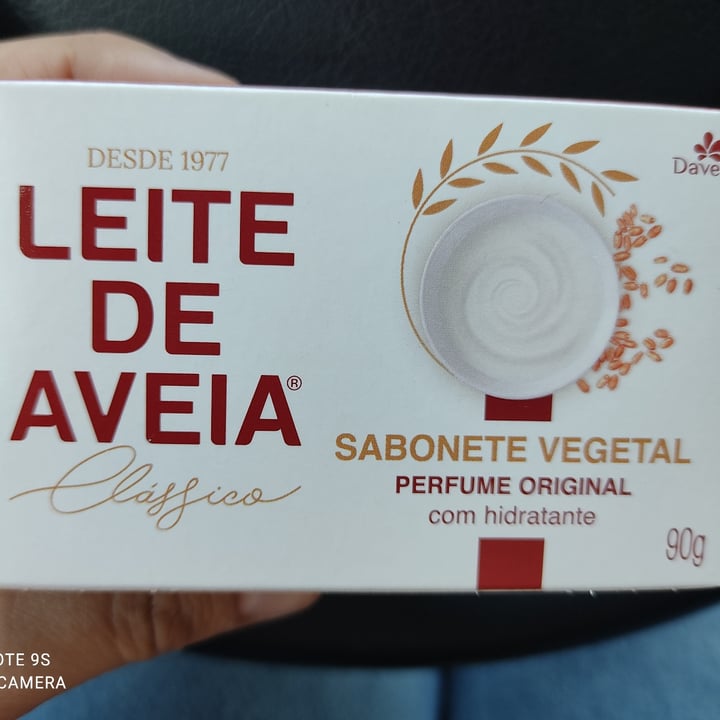 DESDE 1977
LEITE
DE
AVEIA®
Clássico
Dave
SABONETE VEGETAL
PERFUME ORIGINAL
com hidratante
90g
OTE 9S
CAMERA